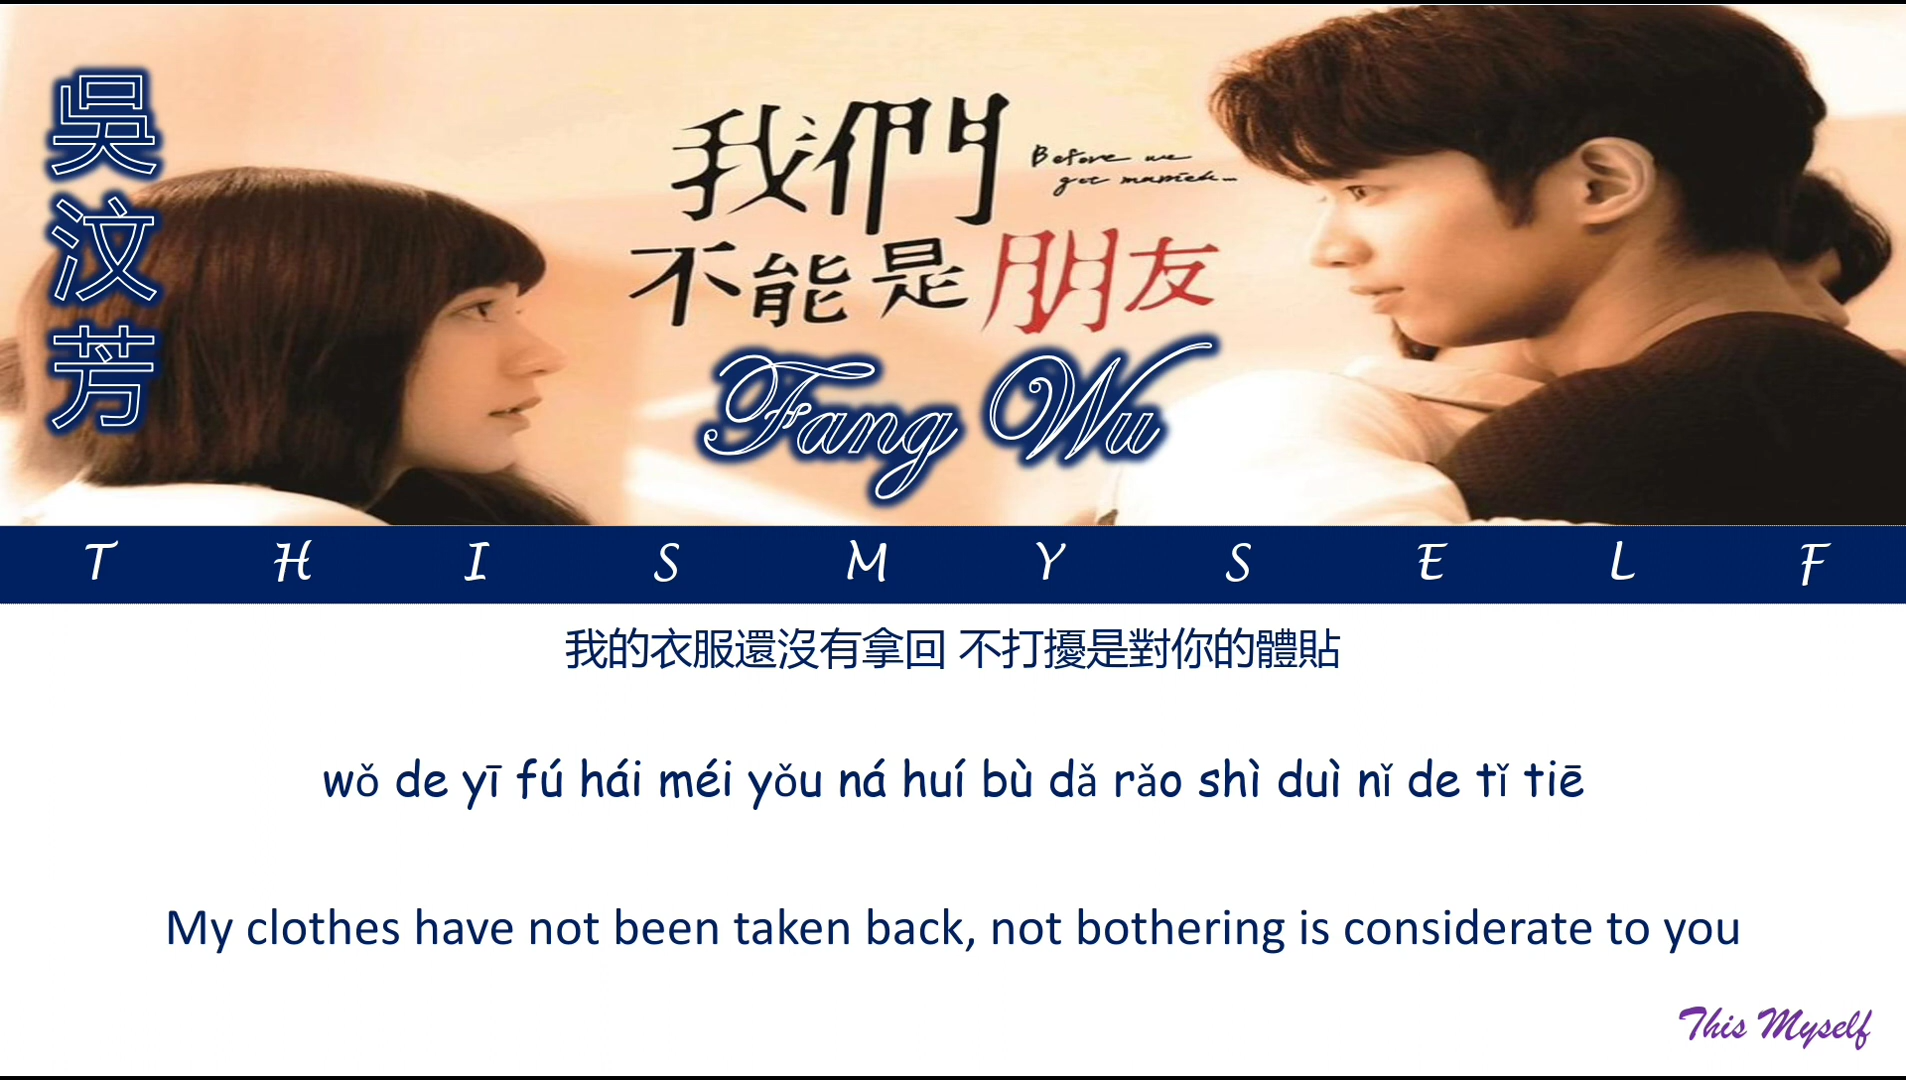 吳汶芳
我們
Before we
get married...
不能是朋友
Fang Wu
T H I S M Y S E L F
我的衣服還沒有拿回 不打擾是對你的體貼
wǒ de yī fú hái méi yǒu ná huí bù dǎ rǎo shì duì nǐ de tǐ tiē
My clothes have not been taken back, not bothering is considerate to you
This Myself